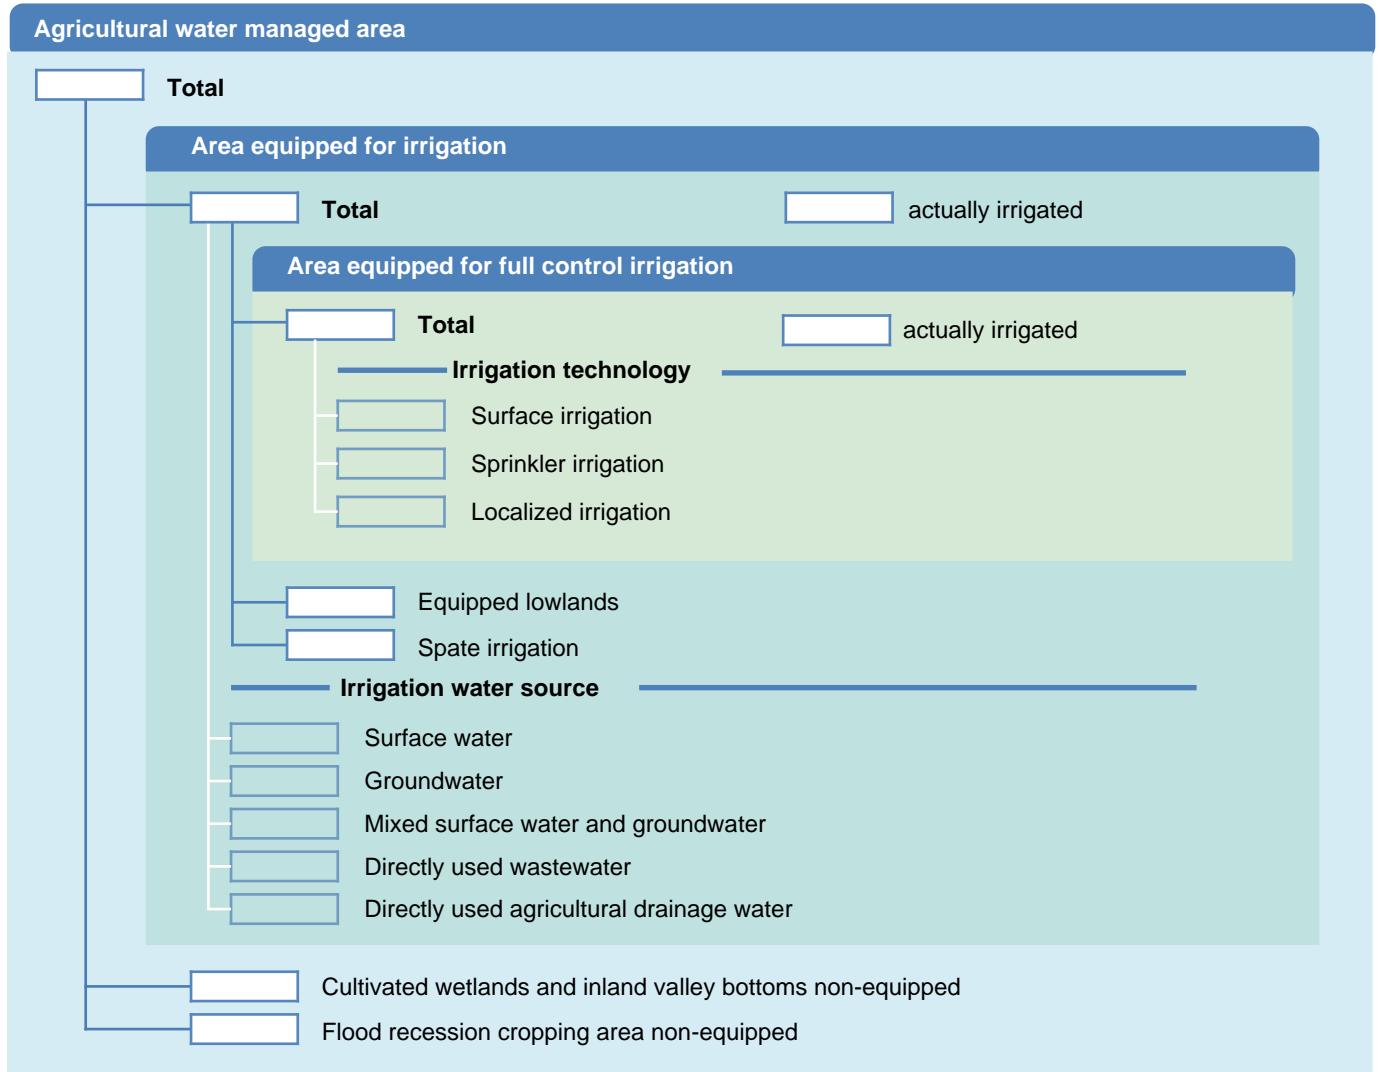 Agricultural water managed area
Total
Area equipped for irrigation
Total
actually irrigated
Area equipped for full control irrigation
Total
actually irrigated
Irrigation technology
Surface irrigation
Sprinkler irrigation
Localized irrigation
Equipped lowlands
Spate irrigation
Irrigation water source
Surface water
Groundwater
Mixed surface water and groundwater
Directly used wastewater
Directly used agricultural drainage water
Cultivated wetlands and inland valley bottoms non-equipped
Flood recession cropping area non-equipped